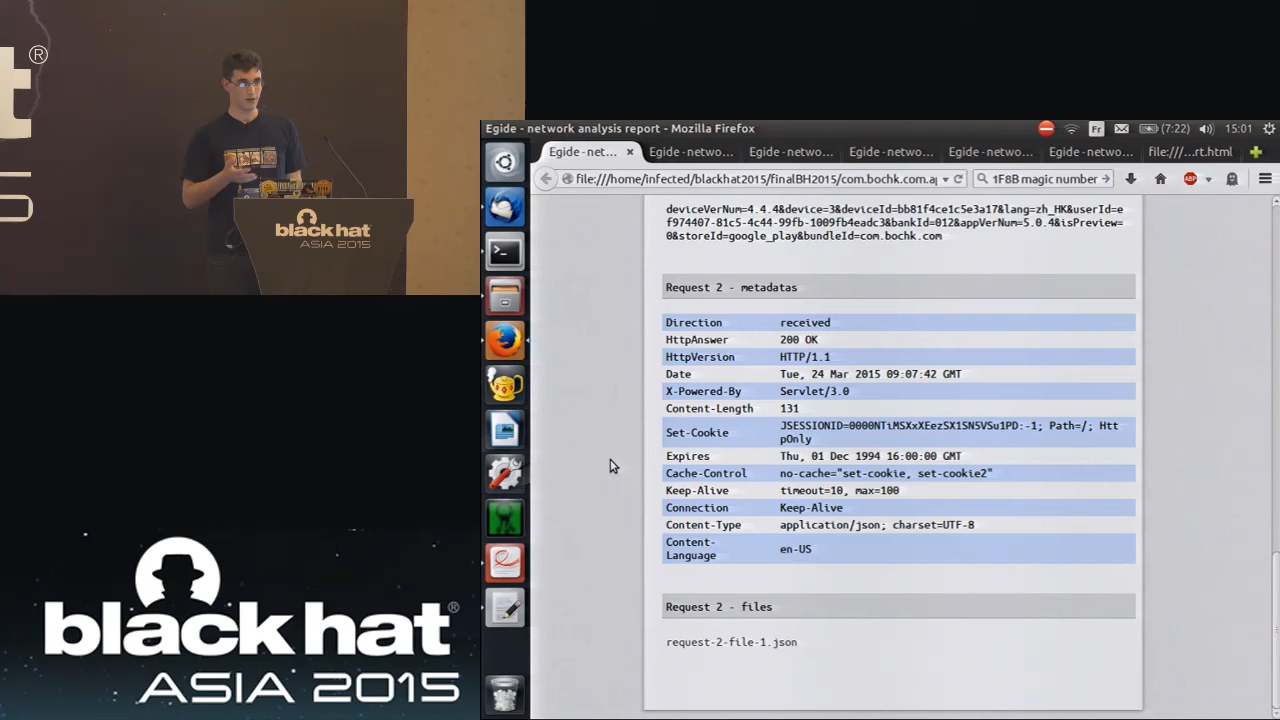 t®
5
black hat
ASIA 2015
Egide - network analysis report - Mozilla Firefox
Fr
(7:22)
15:01
Egide - net... × Egide - netwo... Egide - netwo... Egide - netwo... Egide - netwo... Egide - netwo... file:///...rt.html
file:///home/infected/blackhat2015/finalBH2015/com.bochk.com.ap
1F8B magic number
ABP
deviceVerNum=4.4.4&device=3&deviceId=bb81f4ce1c5e3a17&lang=zh_HK&userId=e
f974407-81c5-4c44-99fb-1009fb4eadc3&bankId=012&appVerNum=5.0.4&isPreview=
0&storeId=google_play&bundleId=com.bochk.com
Request 2 - metadatas
Direction received
HttpAnswer 200 OK
HttpVersion HTTP/1.1
Date Tue, 24 Mar 2015 09:07:42 GMT
X-Powered-By Servlet/3.0
Content-Length 131
Set-Cookie JSESSIONID=0000NTiMSXxXEezSX1SN5VSu1PD:-1; Path=/; Htt
pOnly
Expires Thu, 01 Dec 1994 16:00:00 GMT
Cache-Control no-cache="set-cookie, set-cookie2"
Keep-Alive timeout=10, max=100
Connection Keep-Alive
Content-Type application/json; charset=UTF-8
Content-
Language en-US
Request 2 - files
request-2-file-1.json
black hat®
ASIA 2015